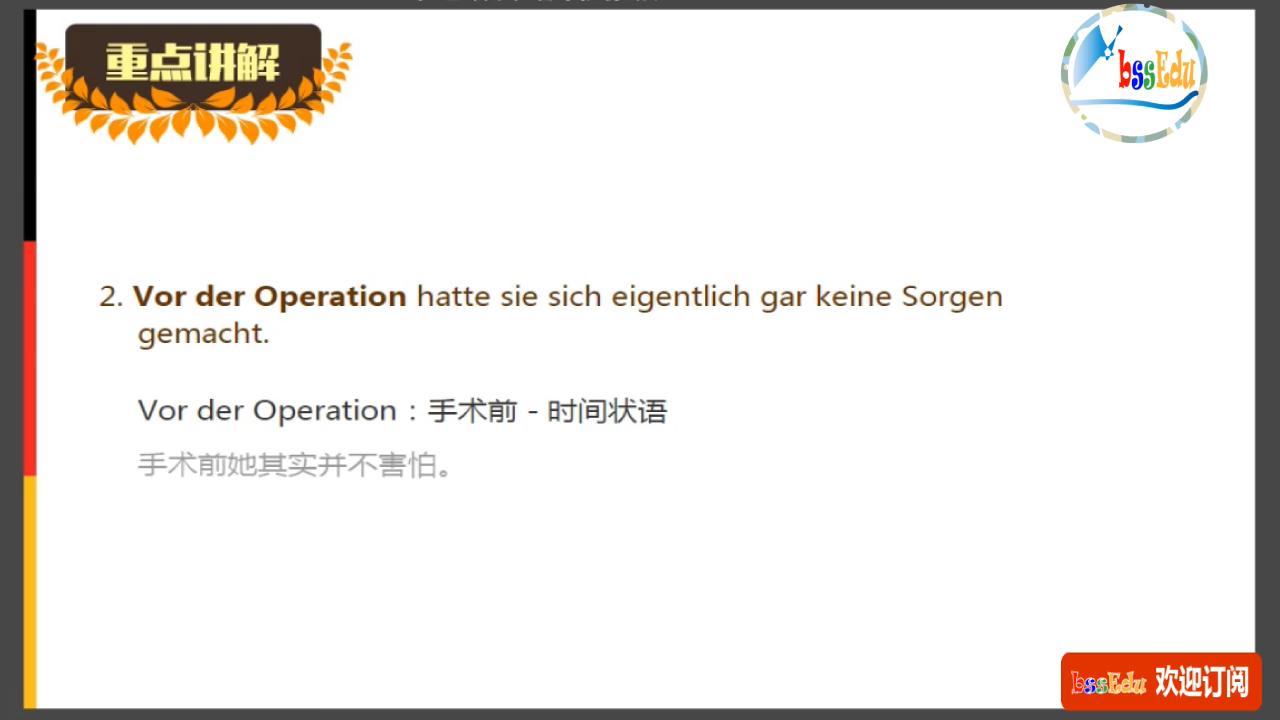 重点讲解
bssEdu
2. Vor der Operation hatte sie sich eigentlich gar keine Sorgen
gemacht.
Vor der Operation：手术前 - 时间状语
手术前她其实并不害怕。
bssEdu 欢迎订阅